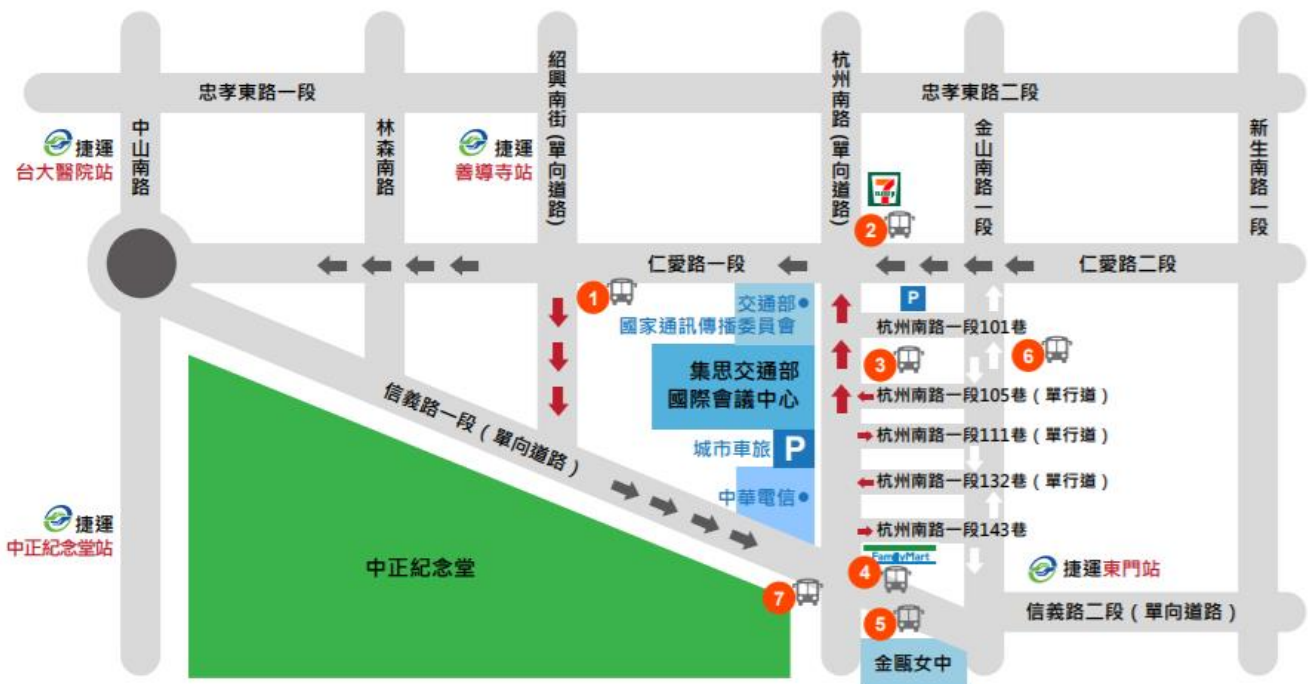 忠孝東路一段
忠孝東路二段
中山南路
林森南路
紹興南街(單向道路)
杭州南路(單向道路)
金山南路一段
新生南路一段
捷運
台大醫院站
捷運
善導寺站
2
仁愛路一段
仁愛路二段
1
交通部
國家通訊傳播委員會
P
杭州南路一段101巷
3
6
集思交通部
國際會議中心
杭州南路一段105巷(單行道)
信義路一段(單向道路)
城市車旅
P
杭州南路一段111巷(單行道)
中華電信
杭州南路一段132巷(單行道)
捷運
中正紀念堂站
杭州南路一段143巷
FamilyMart
中正紀念堂
4
捷運東門站
7
5
信義路二段(單向道路)
金甌女中